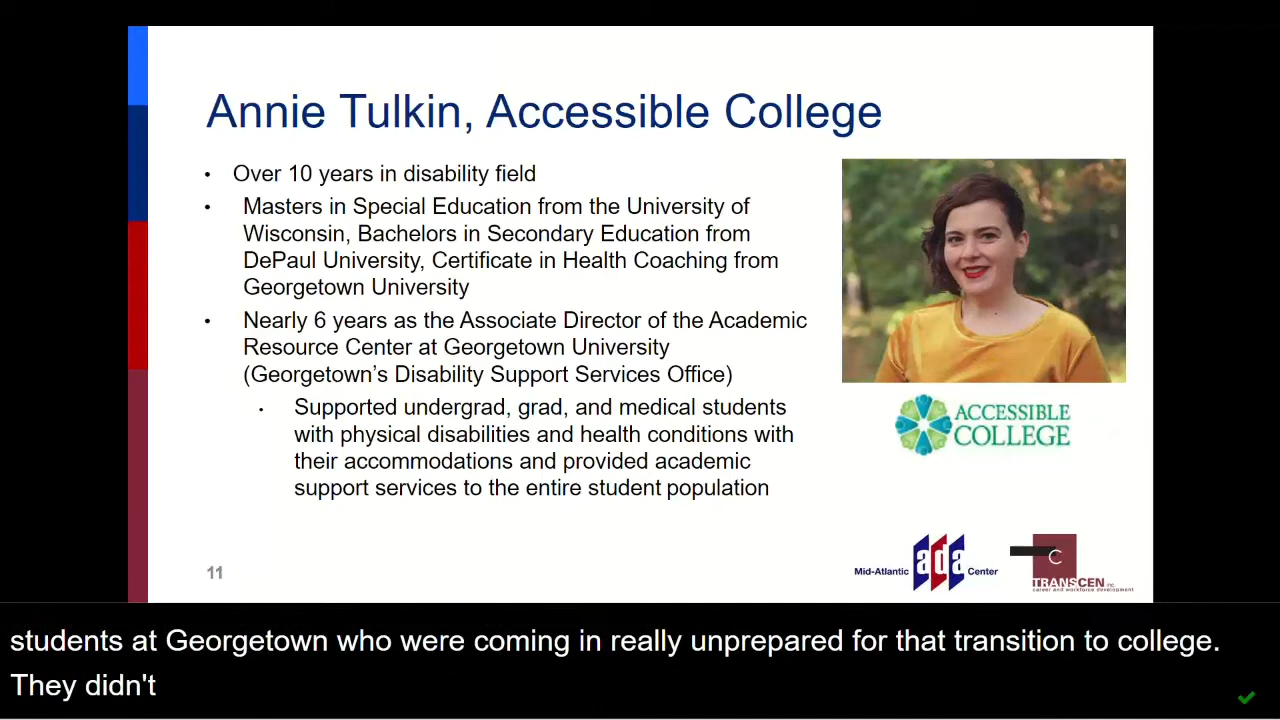 Annie Tulkin, Accessible College
• Over 10 years in disability field
• Masters in Special Education from the University of
Wisconsin, Bachelors in Secondary Education from
DePaul University, Certificate in Health Coaching from
Georgetown University
• Nearly 6 years as the Associate Director of the Academic
Resource Center at Georgetown University
(Georgetown’s Disability Support Services Office)
• Supported undergrad, grad, and medical students
with physical disabilities and health conditions with
their accommodations and provided academic
support services to the entire student population
ACCESSIBLE
COLLEGE
11
Mid-Atlantic ada Center
C
TRANSCEN inc.
career and workforce development
students at Georgetown who were coming in really unprepared for that transition to college.
They didn't